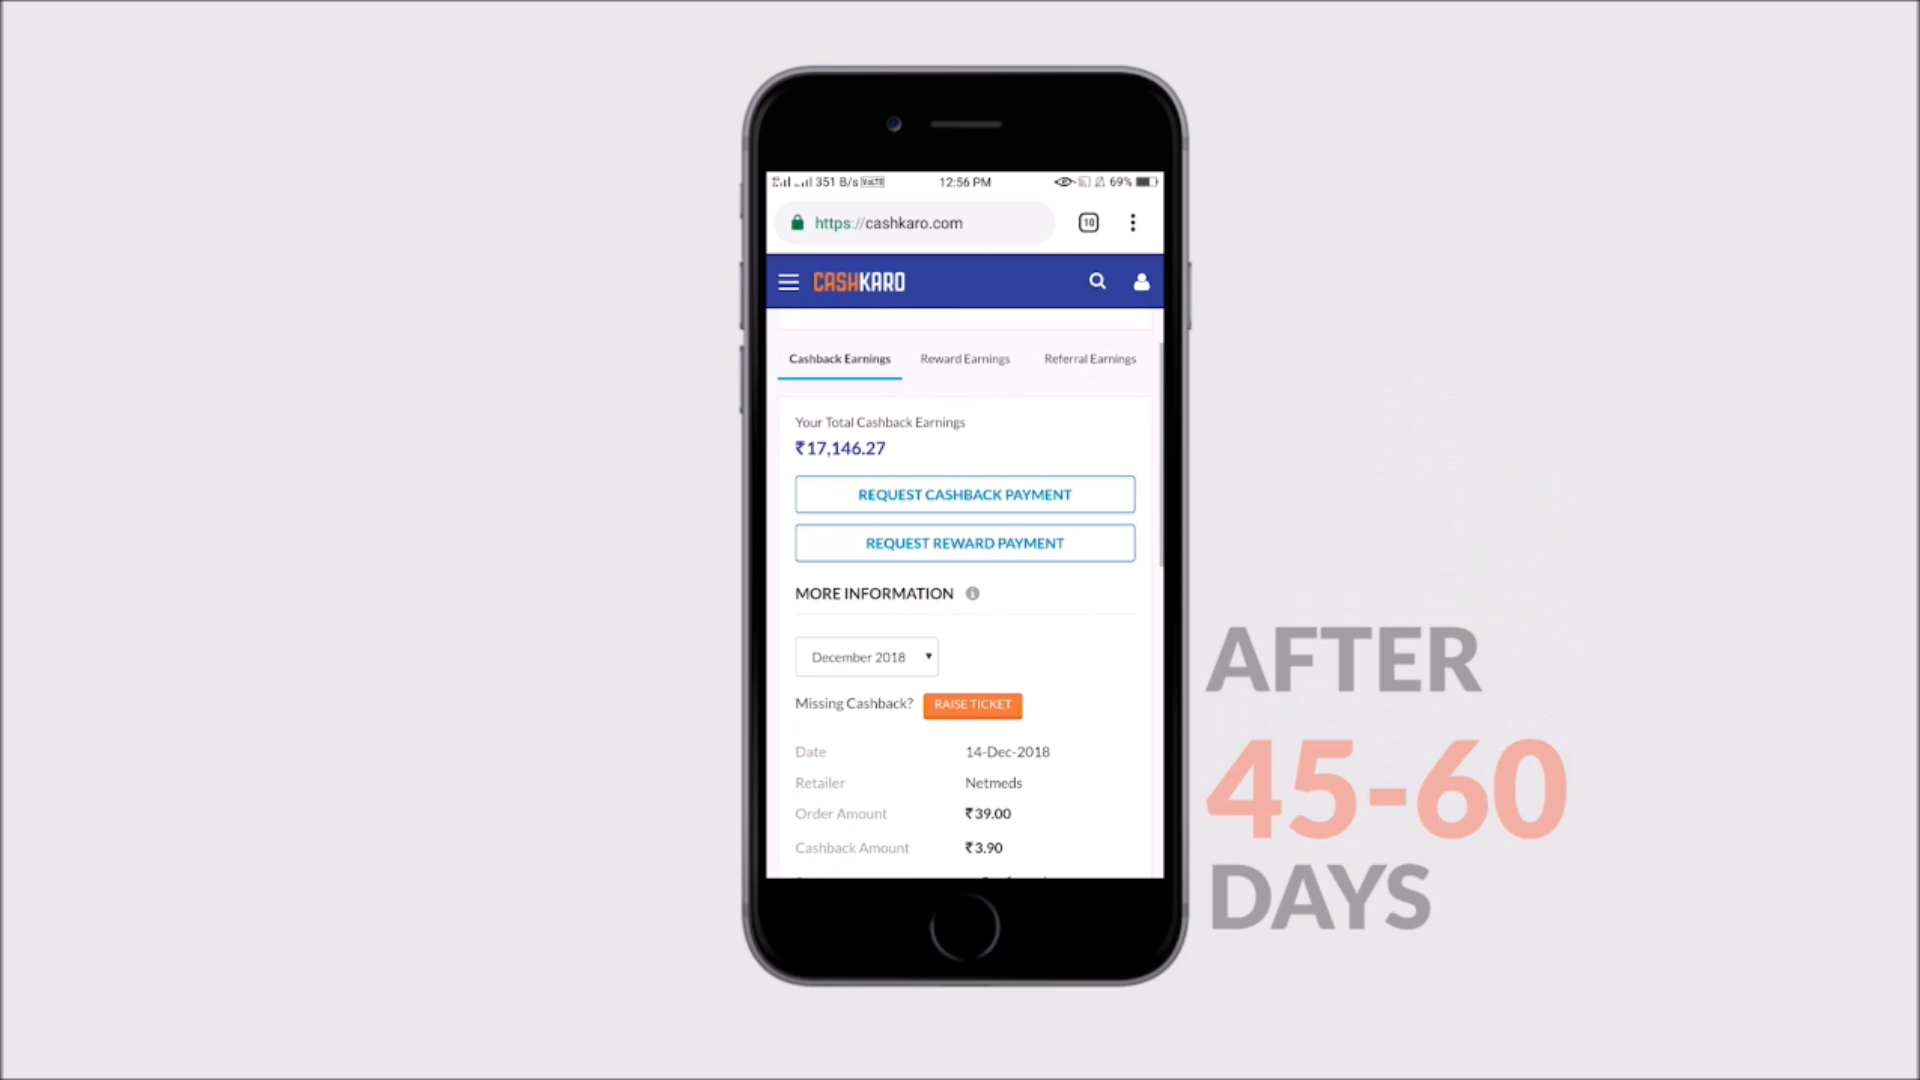 351 B/s VoLTE 12:56 PM 69%
https://cashkaro.com 10
CASHKARO
Cashback Earnings Reward Earnings Referral Earnings
Your Total Cashback Earnings
₹17,146.27
REQUEST CASHBACK PAYMENT
REQUEST REWARD PAYMENT
MORE INFORMATION
December 2018
Missing Cashback? RAISE TICKET
Date 14-Dec-2018
Retailer Netmeds
Order Amount ₹39.00
Cashback Amount ₹3.90
AFTER
45-60
DAYS